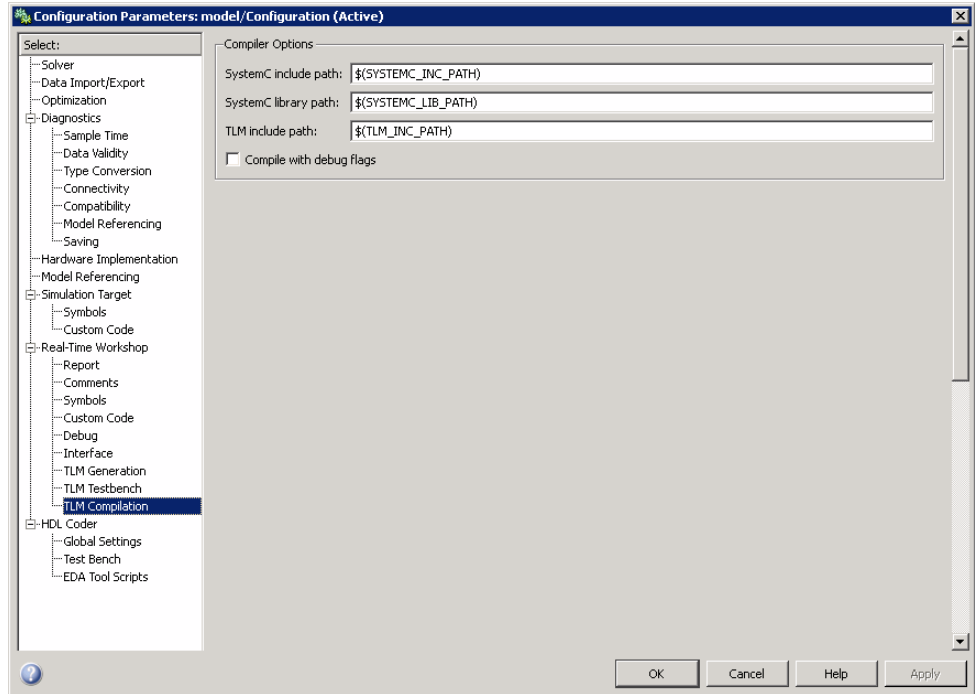 Configuration Parameters: model/Configuration (Active)
Select:
Solver
Data Import/Export
Optimization
Diagnostics
Sample Time
Data Validity
Type Conversion
Connectivity
Compatibility
Model Referencing
Saving
Hardware Implementation
Model Referencing
Simulation Target
Symbols
Custom Code
Real-Time Workshop
Report
Comments
Symbols
Custom Code
Debug
Interface
TLM Generation
TLM Testbench
TLM Compilation
HDL Coder
Global Settings
Test Bench
EDA Tool Scripts
Compiler Options
SystemC include path: $(SYSTEMC_INC_PATH)
SystemC library path: $(SYSTEMC_LIB_PATH)
TLM include path: $(TLM_INC_PATH)
Compile with debug flags
OK Cancel Help Apply